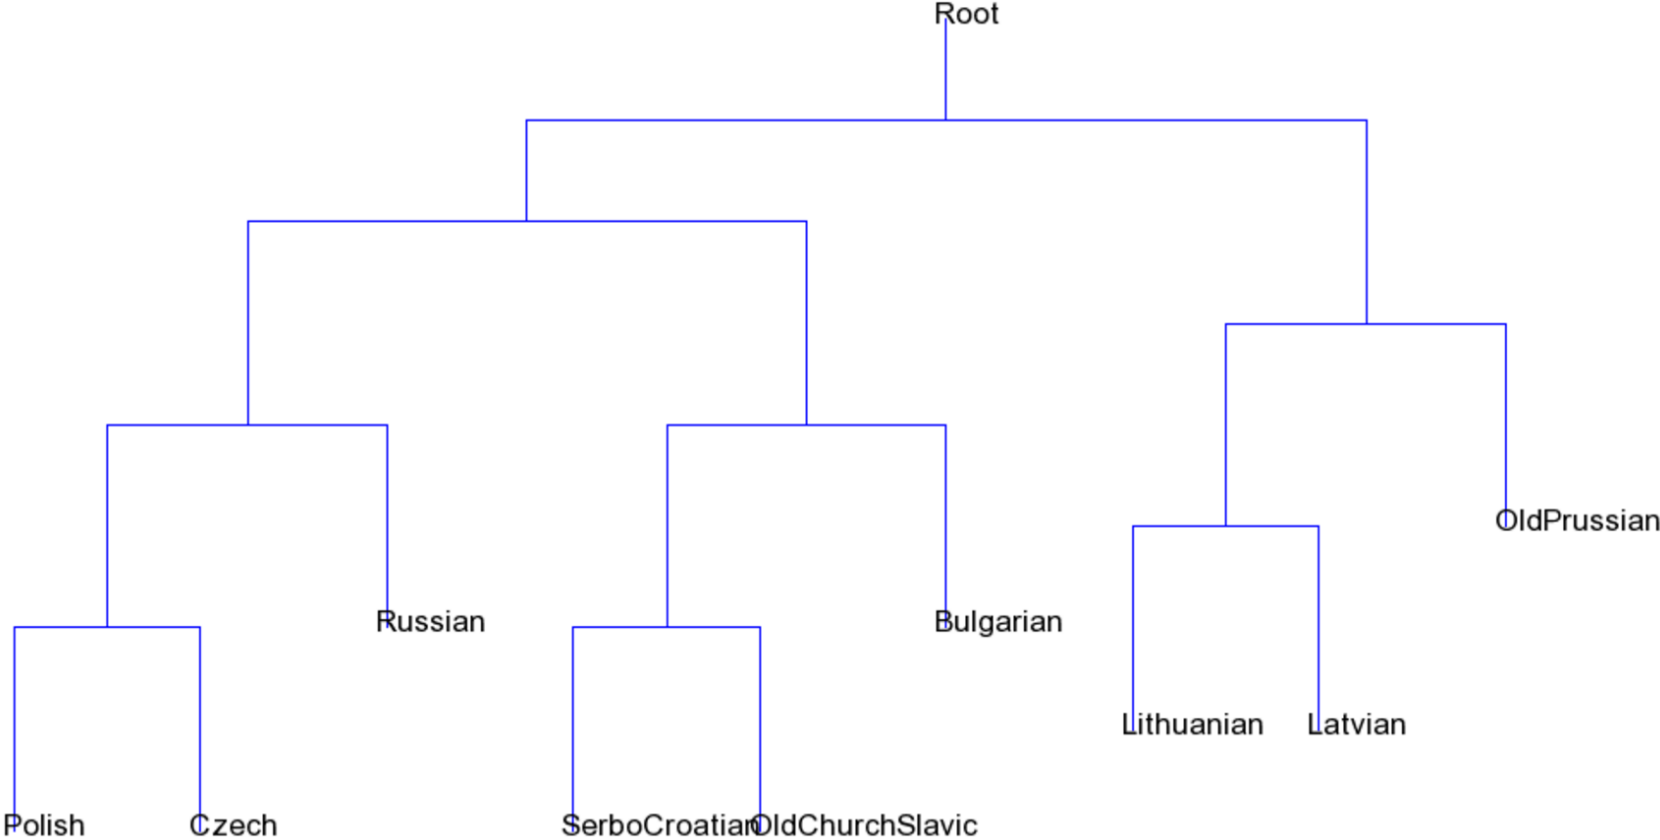 Root
OldPrussian
Russian
Bulgarian
Lithuanian
Latvian
Polish
Czech
SerboCroatian
OldChurchSlavic